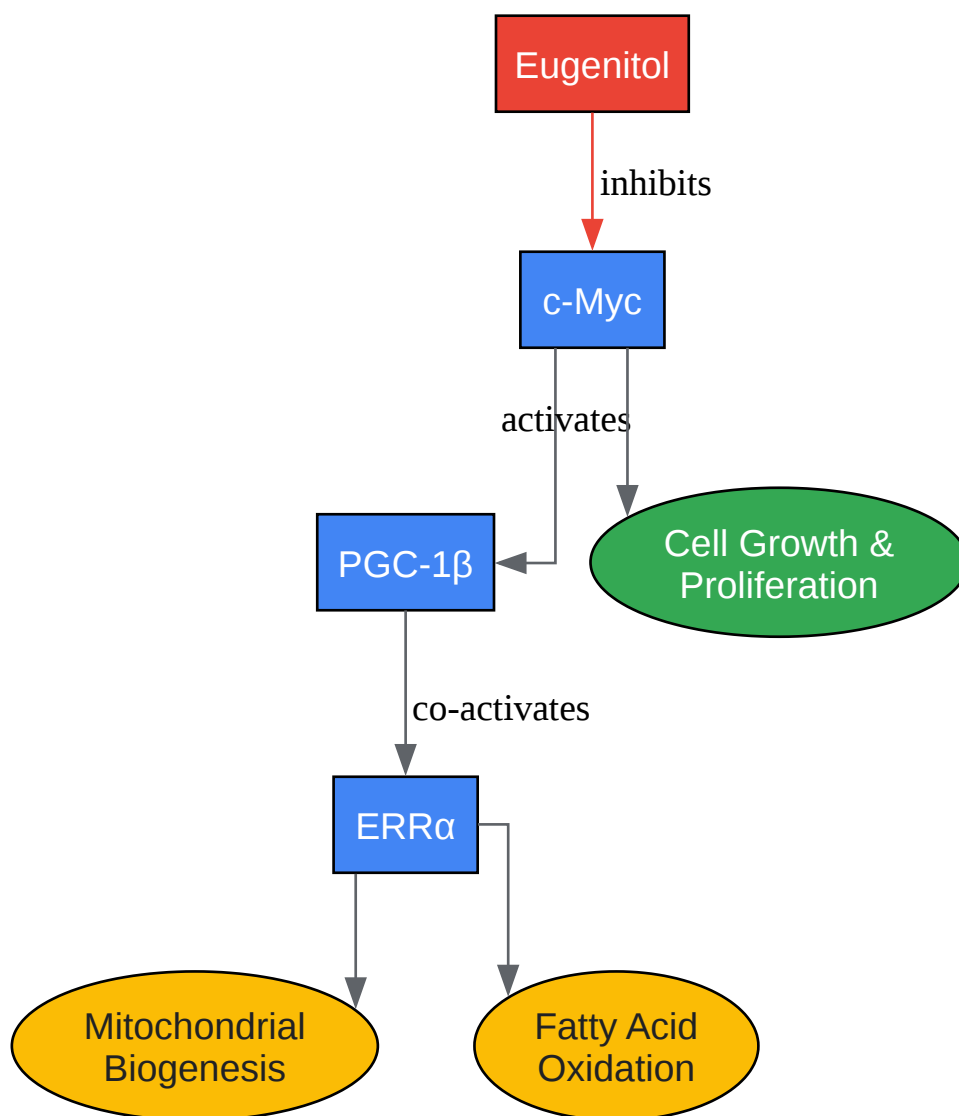 Eugenitol
inhibits
c-Myc
activates
Cell Growth &
Proliferation
PGC-1β
co-activates
ERRα
Mitochondrial
Biogenesis
Fatty Acid
Oxidation